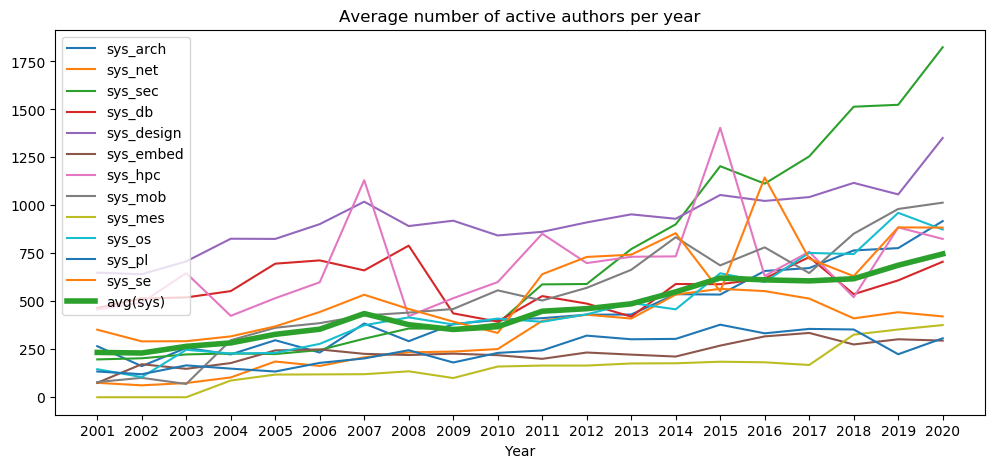 Average number of active authors per year
sys_arch
sys_net
sys_sec
sys_db
sys_design
sys_embed
sys_hpc
sys_mob
sys_mes
sys_os
sys_pl
sys_se
avg(sys)
1750
1500
1250
1000
750
500
250
0
2001 2002 2003 2004 2005 2006 2007 2008 2009 2010 2011 2012 2013 2014 2015 2016 2017 2018 2019 2020
Year